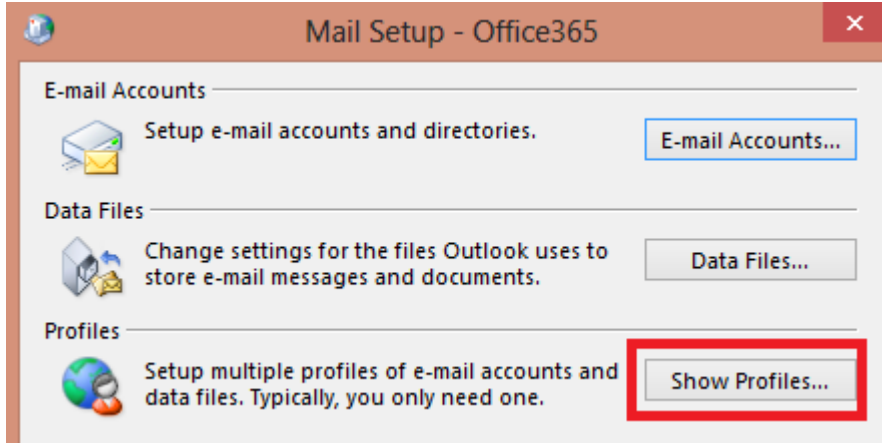 Mail Setup - Office365
E-mail Accounts
Setup e-mail accounts and directories.
E-mail Accounts...
Data Files
Change settings for the files Outlook uses to
store e-mail messages and documents.
Data Files...
Profiles
Setup multiple profiles of e-mail accounts and
data files. Typically, you only need one.
Show Profiles...